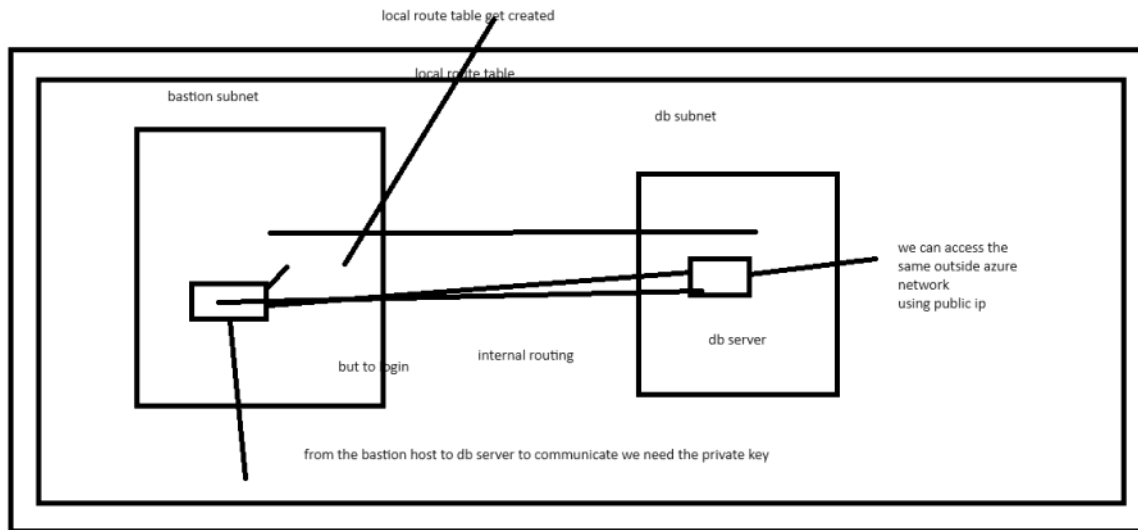 local route table get created
local route table
bastion subnet
db subnet
we can access the
same outside azure
network
using public ip
db server
internal routing
but to login
from the bastion host to db server to communicate we need the private key